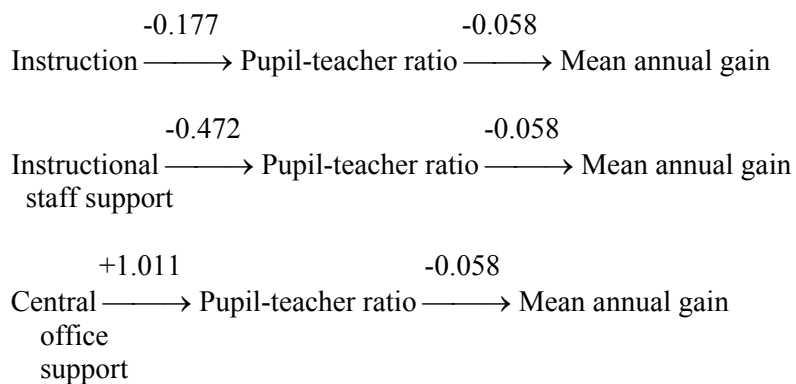 -0.177 -0.058
Instruction ⟶ Pupil-teacher ratio ⟶ Mean annual gain
-0.472 -0.058
Instructional ⟶ Pupil-teacher ratio ⟶ Mean annual gain
staff support
+1.011 -0.058
Central ⟶ Pupil-teacher ratio ⟶ Mean annual gain
office
support